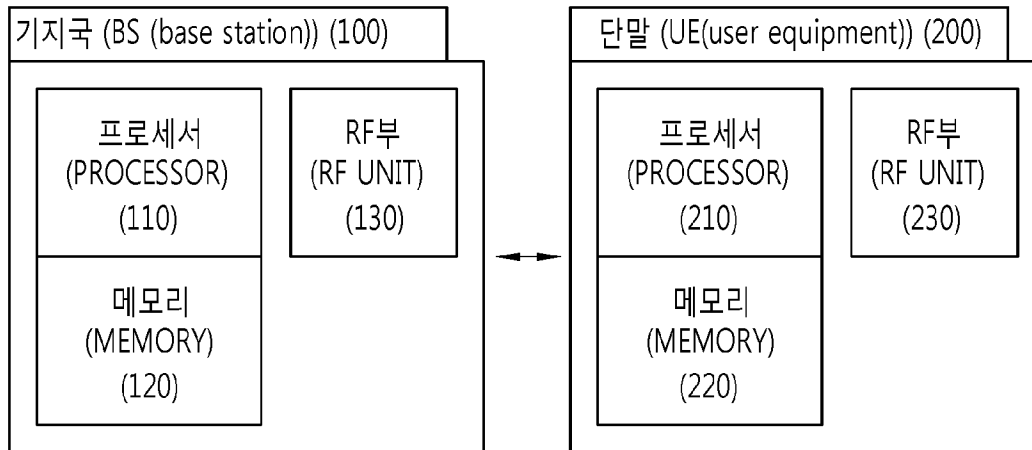 기지국 (BS (base station)) (100)
프로세서
(PROCESSOR)
(110)
RF부
(RF UNIT)
(130)
메모리
(MEMORY)
(120)
단말 (UE(user equipment)) (200)
프로세서
(PROCESSOR)
(210)
RF부
(RF UNIT)
(230)
메모리
(MEMORY)
(220)